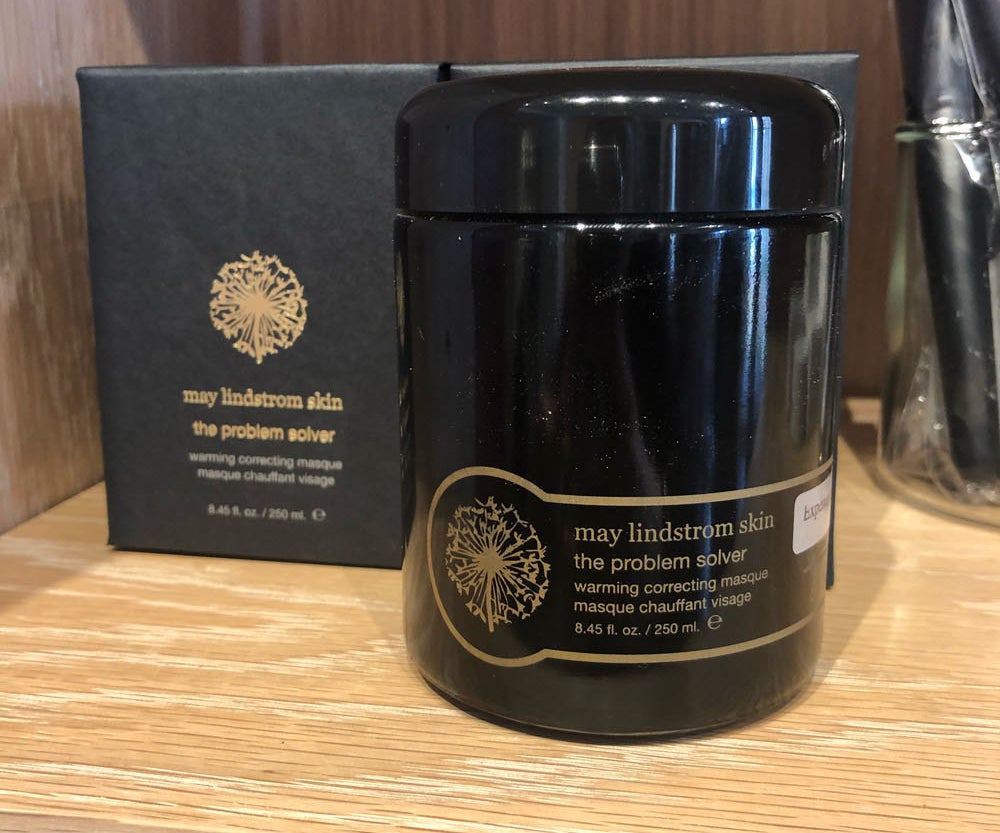 may lindstrom skin
the problem solver
warming correcting masque
masque chauffant visage
8.45 fl. oz. / 250 ml. ℮
may lindstrom skin
the problem solver
warming correcting masque
masque chauffant visage
8.45 fl. oz. / 250 ml. ℮